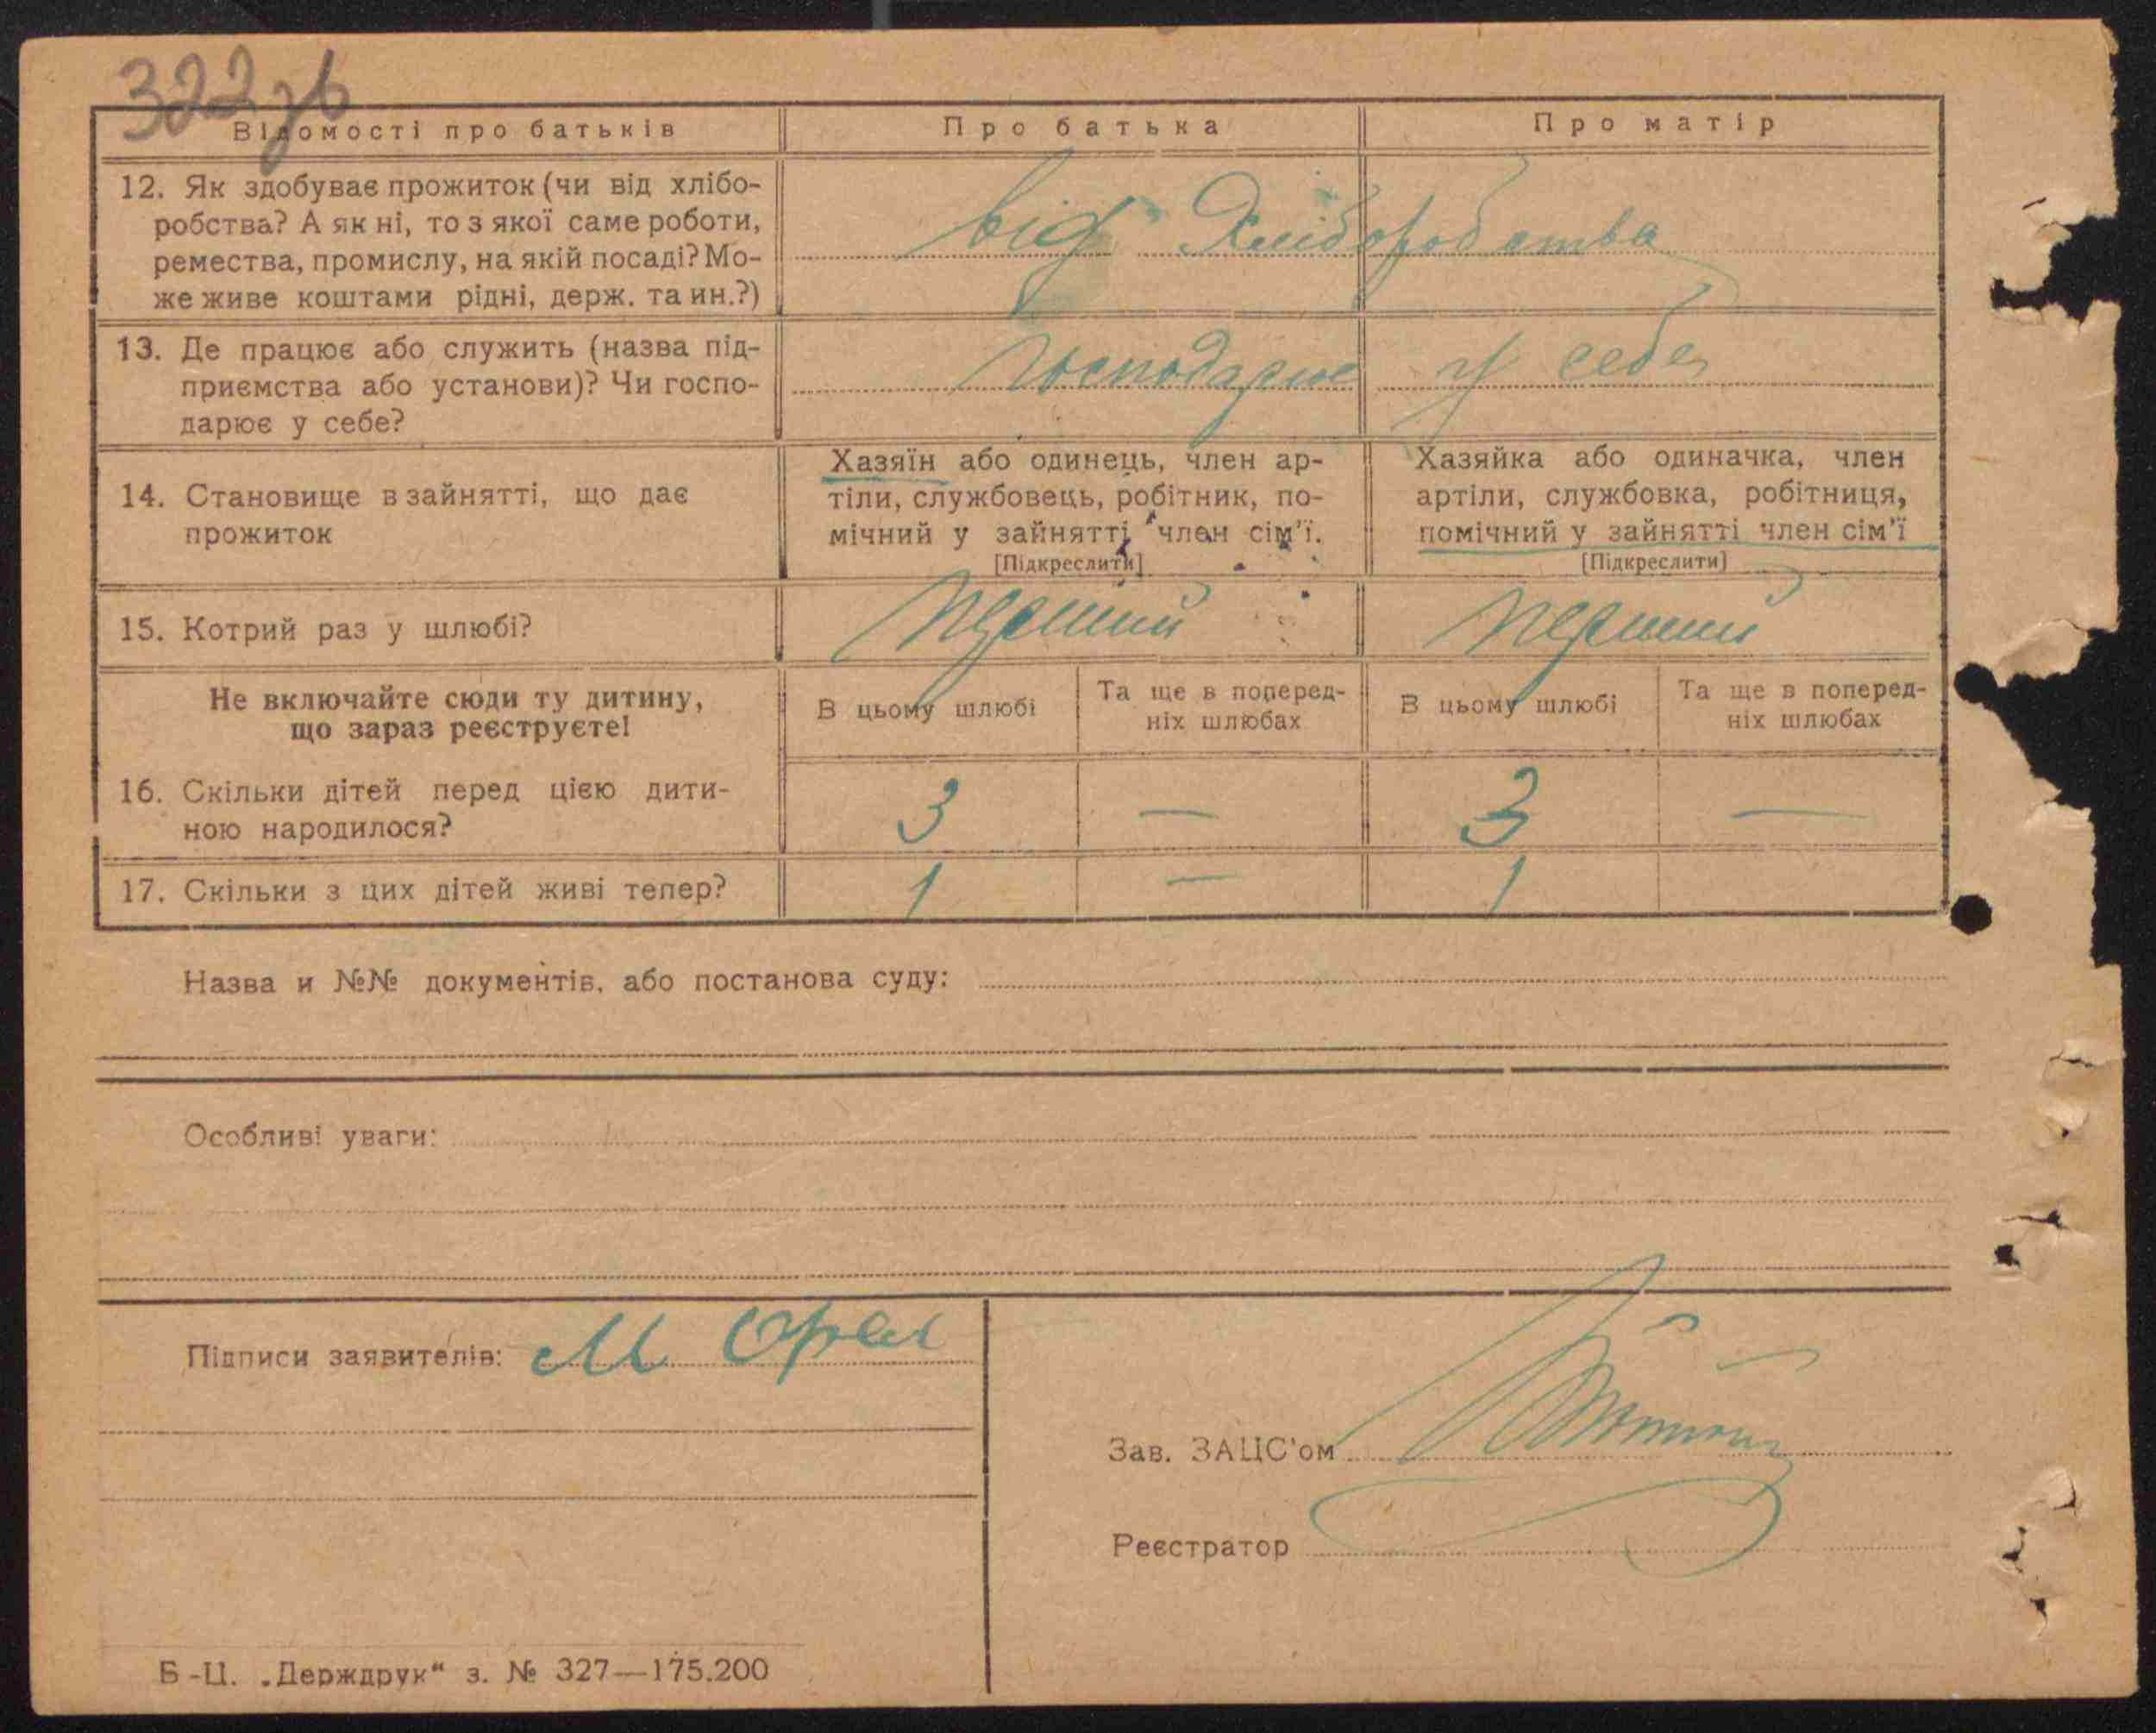 322 зв
Відомості про батьків
Про батька
Про матір
12. Як здобуває прожиток (чи від хлібо-
робства? А як ні, то з якої саме роботи,
ремества, промислу, на якій посаді? Мо-
же живе коштами рідні, держ. та ин.?)
від Хліборобства
13. Де працює або служить (назва під-
приємства або установи)? Чи госпо-
дарює у себе?
Господарює у себе
14. Становище в зайнятті, що дає
прожиток
Хазяїн або одинець, член ар-
тіли, службовець, робітник, по-
мічний у зайнятті член сім'ї.
[Підкреслити]
Хазяйка або одиначка, член
артіли, службовка, робітниця,
помічний у зайнятті член сім'ї
[Підкреслити]
15. Котрий раз у шлюбі?
Перший
Перший
Не включайте сюди ту дитину,
що зараз реєструєте!
В цьому шлюбі
Та ще в поперед-
ніх шлюбах
В цьому шлюбі
Та ще в поперед-
ніх шлюбах
16. Скільки дітей перед цією дити-
ною народилося?
3 — 3 —
17. Скільки з цих дітей живі тепер?
1 — 1
Назва и №№ документів, або постанова суду:
Особливі уваги:
Підписи заявителів: М Орел
Зав. ЗАЦС'ом
Реєстратор
Б-Ц. „Держдрук“ з. № 327—175.200